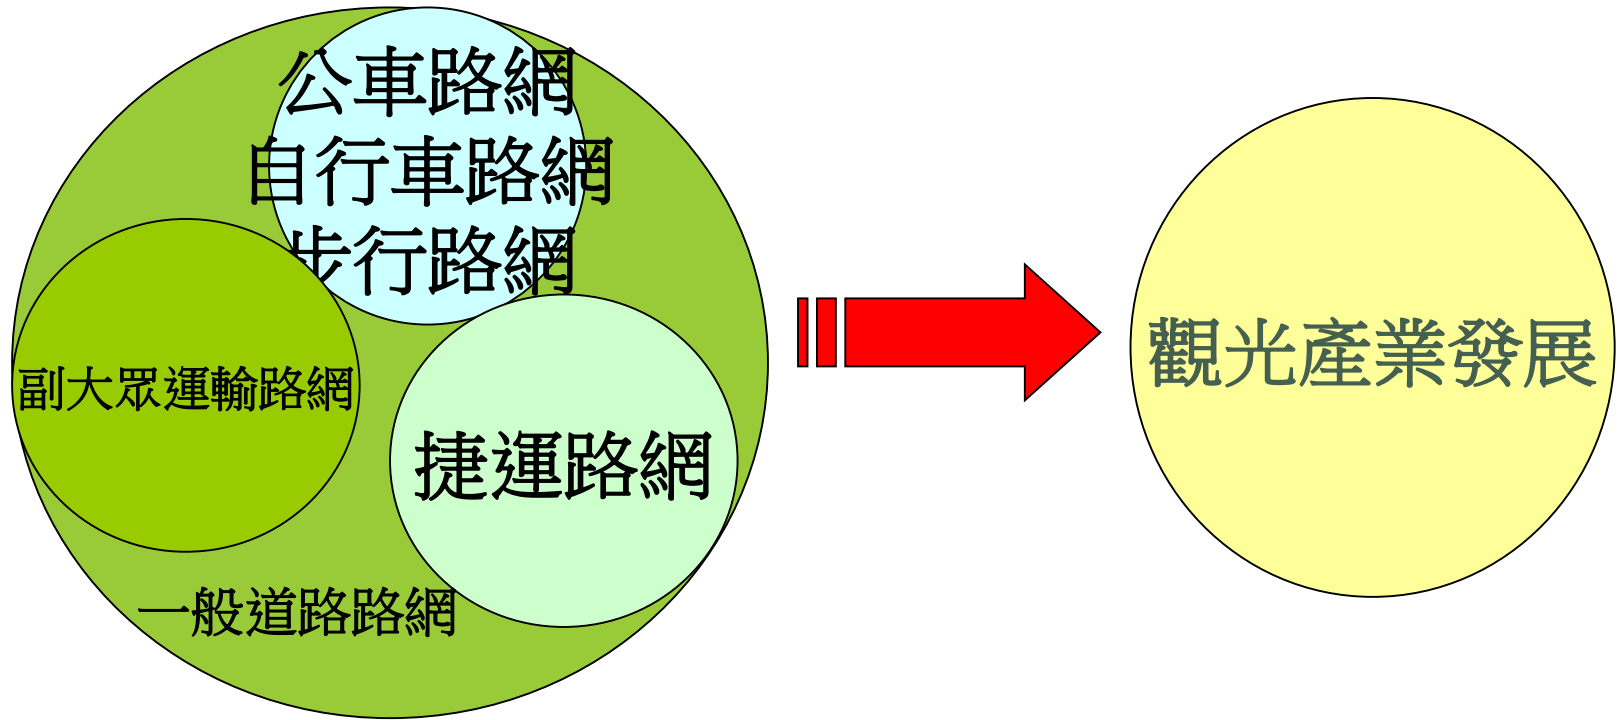 公車路網
自行車路網
步行路網
副大眾運輸路網
捷運路網
一般道路路網
觀光產業發展